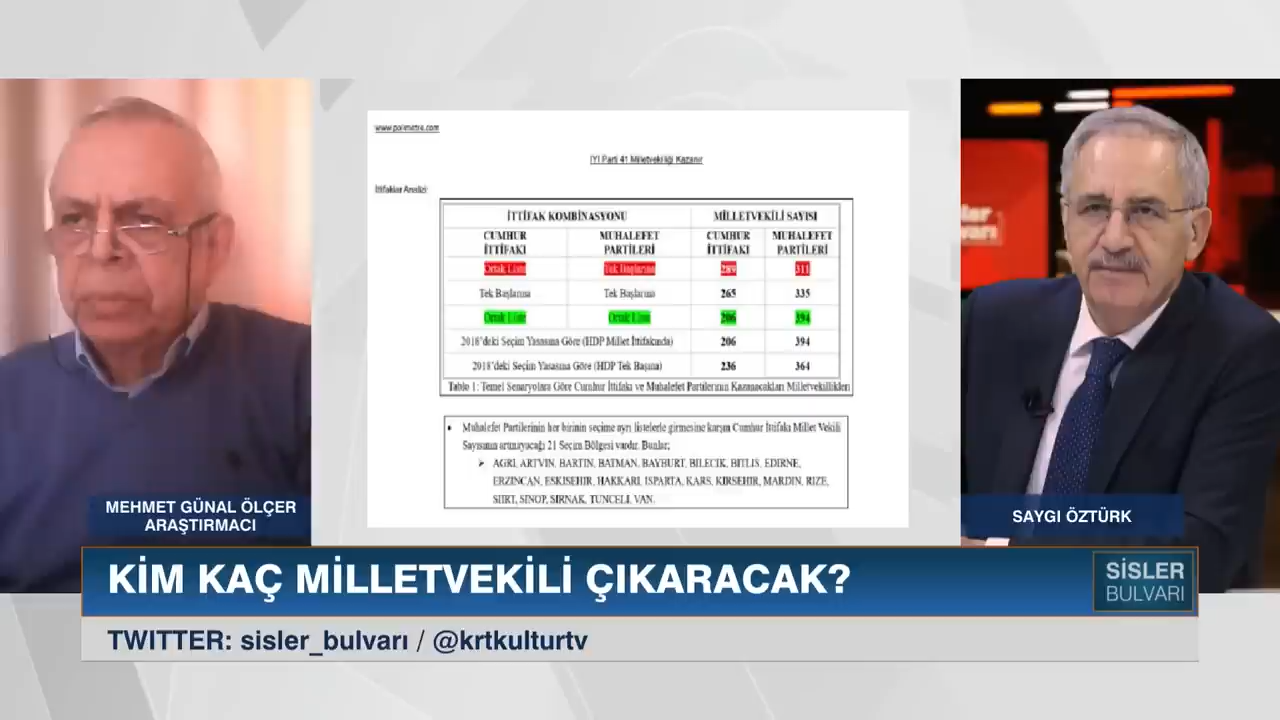 www.polimetre.com
İYİ Parti 41 Milletvekilliği Kazanır
İttifaklar Analizi:
İTTİFAK KOMBİNASYONU MİLLETVEKİLİ SAYISI
CUMHUR İTTİFAKI MUHALEFET PARTİLERİ CUMHUR İTTİFAKI MUHALEFET PARTİLERİ
Ortak Liste Tek Başlarına 289 311
Tek Başlarına Tek Başlarına 265 335
Ortak Liste Ortak Liste 206 394
2018'deki Seçim Yasasına Göre (HDP Millet İttifakında) 206 394
2018'deki Seçim Yasasına Göre (HDP Tek Başına) 236 364
Tablo 1: Temel Senaryolara Göre Cumhur İttifakı ve Muhalefet Partilerinin Kazanacakları Milletvekillikleri
• Muhalefet Partilerinin her birinin seçime ayrı listelerle girmesine karşın Cumhur İttifakı Millet Vekili
Sayısının artmayacağı 21 Seçim Bölgesi vardır. Bunlar;
➢ AĞRI, ARTVİN, BARTIN, BATMAN, BAYBURT, BİLECİK, BİTLİS, EDİRNE,
ERZİNCAN, ESKİŞEHİR, HAKKARİ, ISPARTA, KARS, KIRŞEHİR, MARDİN, RİZE,
SİİRT, SİNOP, ŞIRNAK, TUNCELİ, VAN.
MEHMET GÜNAL ÖLÇER
ARAŞTIRMACI
SAYGI ÖZTÜRK
KİM KAÇ MİLLETVEKİLİ ÇIKARACAK?
SİSLER
BULVARI
TWITTER: sisler_bulvarı / @krtkulturtv